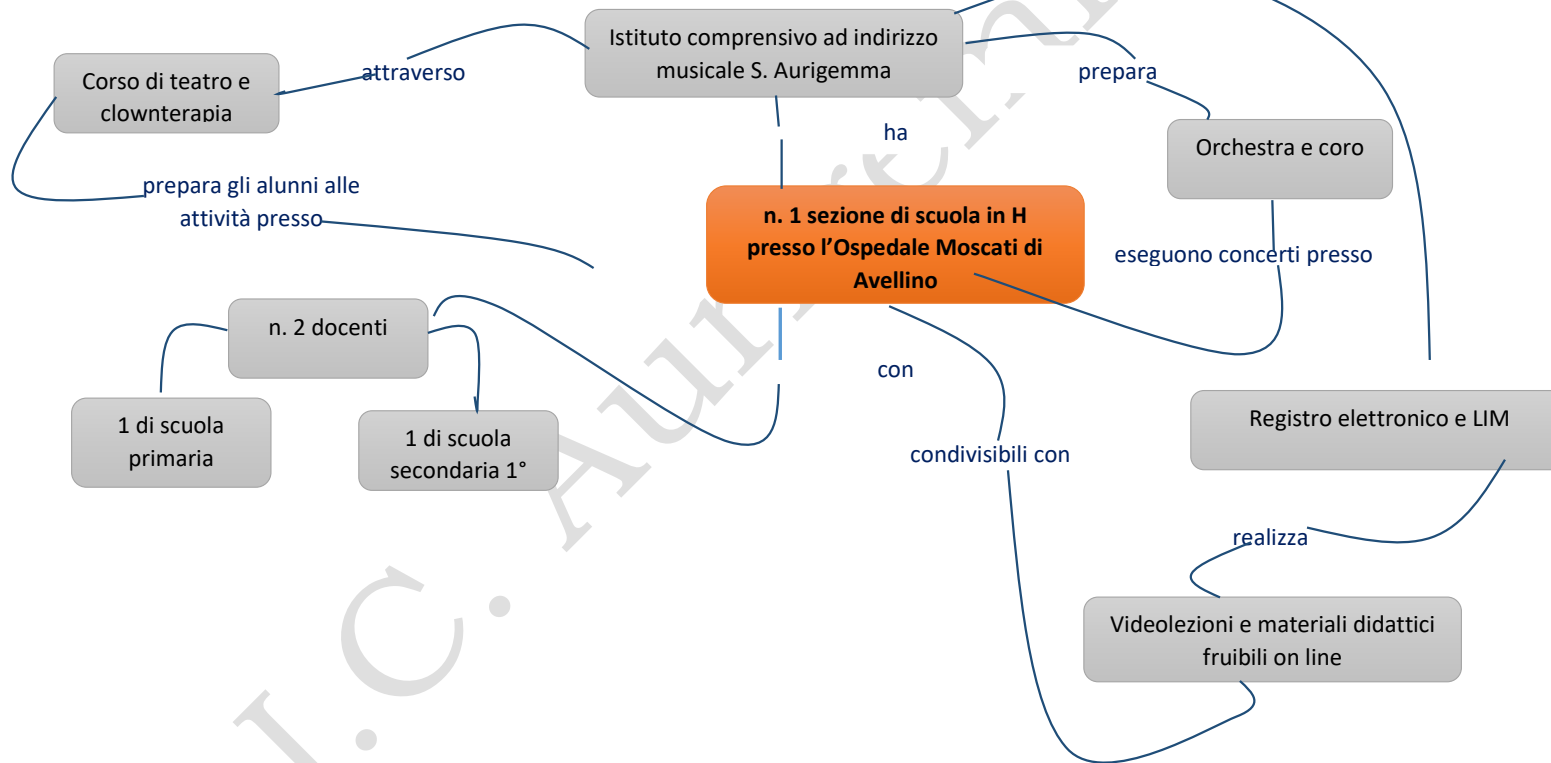 Istituto comprensivo ad indirizzo
musicale S. Aurigemma
attraverso
Corso di teatro e
clownterapia
prepara
ha
Orchestra e coro
prepara gli alunni alle
attività presso
n. 1 sezione di scuola in H
presso l’Ospedale Moscati di
Avellino
eseguono concerti presso
n. 2 docenti
con
1 di scuola
primaria
1 di scuola
secondaria 1°
condivisibili con
Registro elettronico e LIM
realizza
Videolezioni e materiali didattici
fruibili on line
I.C. Aurigemm